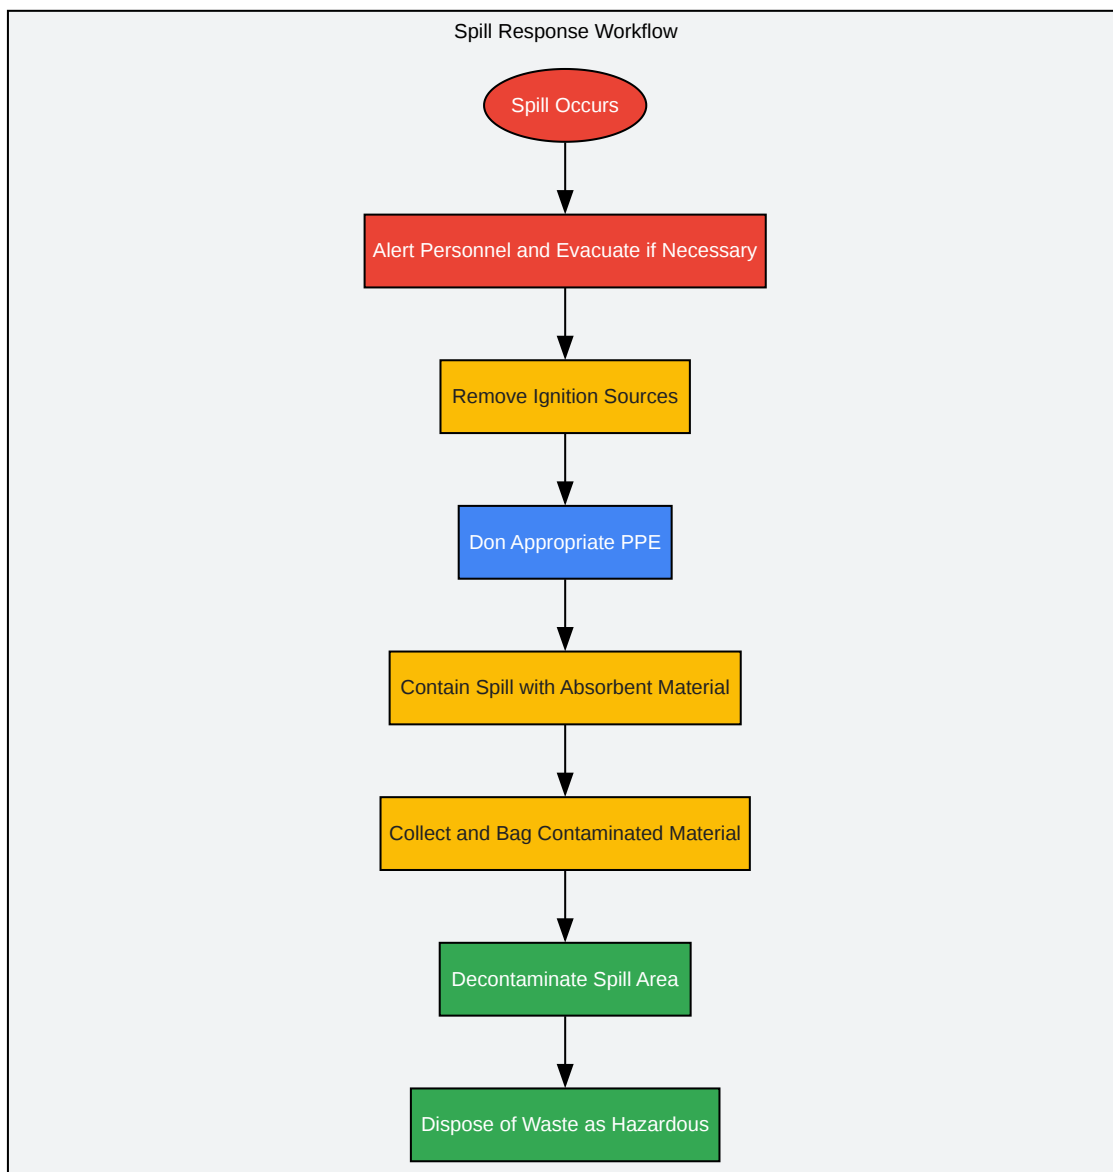 Spill Response Workflow
Spill Occurs
Alert Personnel and Evacuate if Necessary
Remove Ignition Sources
Don Appropriate PPE
Contain Spill with Absorbent Material
Collect and Bag Contaminated Material
Decontaminate Spill Area
Dispose of Waste as Hazardous